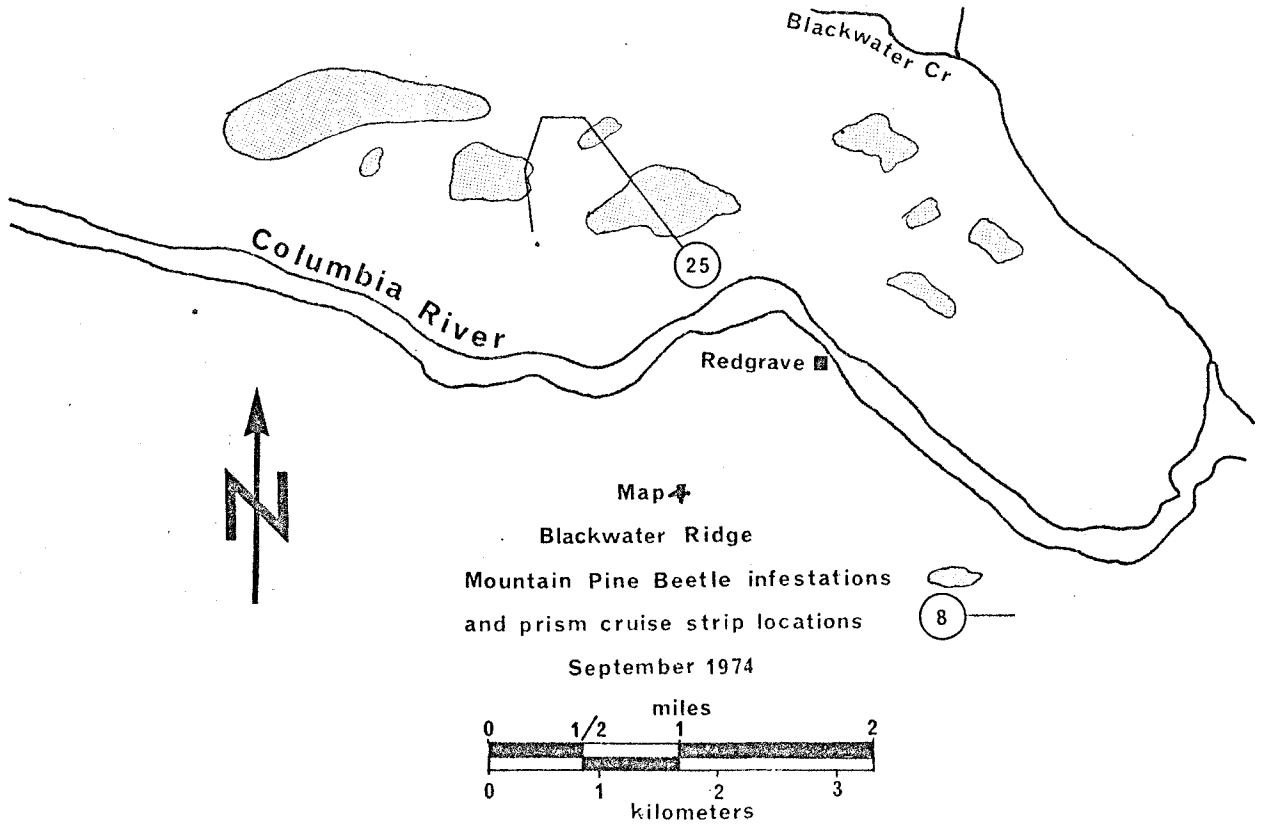 Blackwater Cr
25
Columbia River
Redgrave
N
Map 4
Blackwater Ridge
Mountain Pine Beetle infestations
and prism cruise strip locations
8
September 1974
miles
0 1/2 1 2
0 1 2 3
kilometers